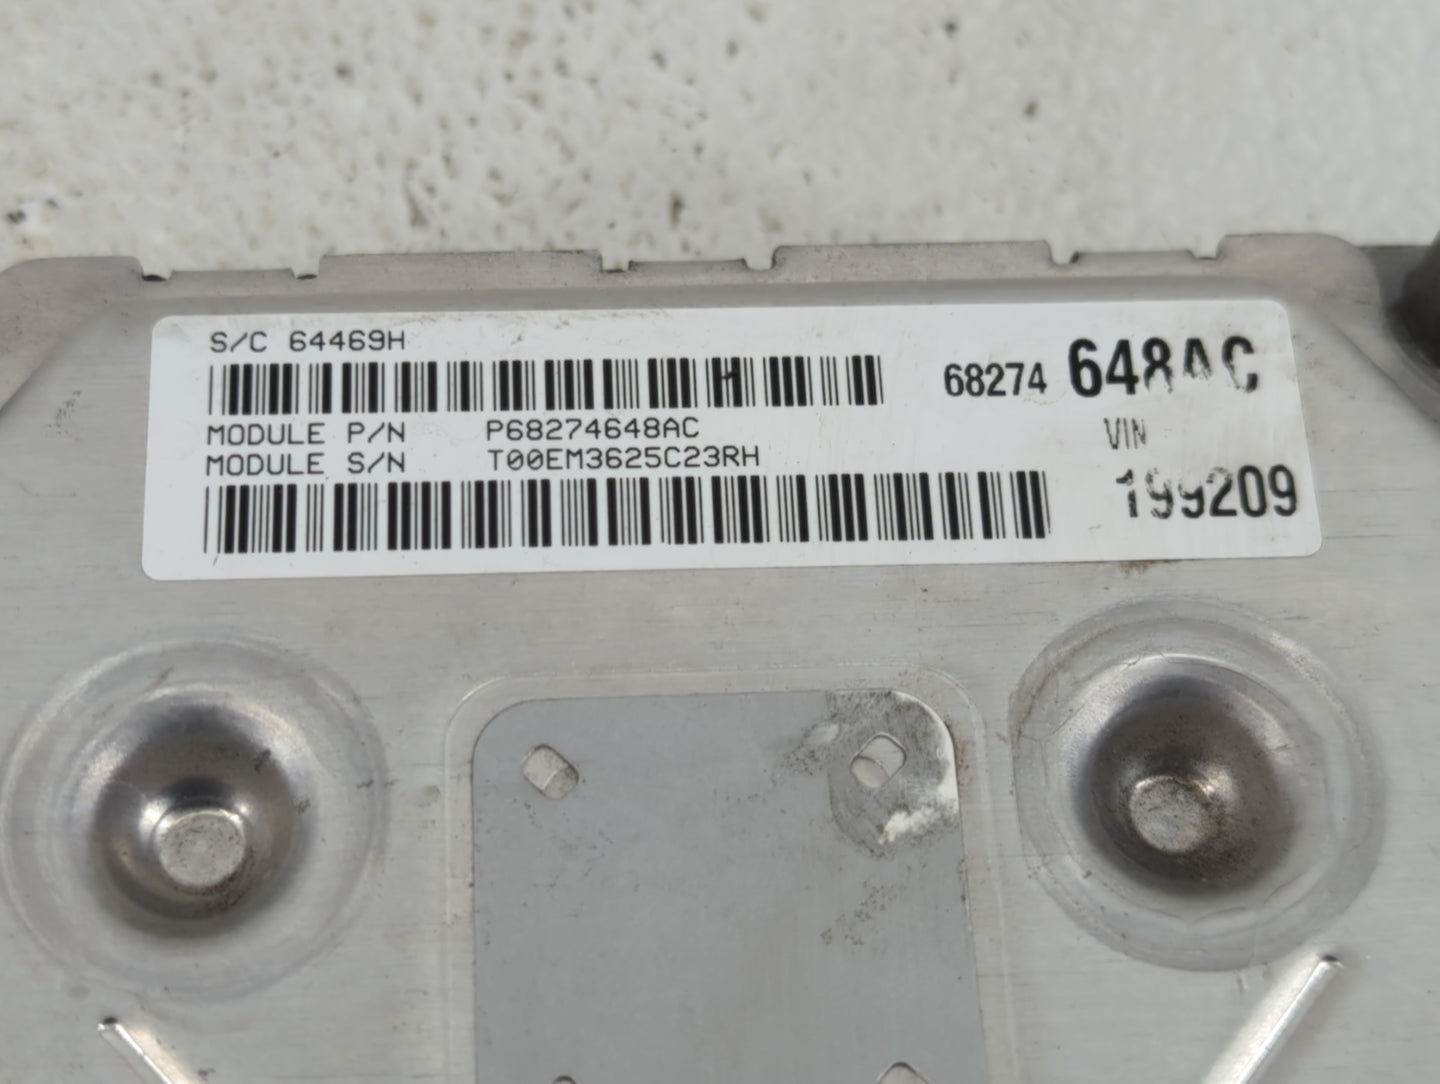 S/C 64469H
68274 648AC
MODULE P/N P68274648AC
MODULE S/N T00EM3625C23RH
VIN
199209